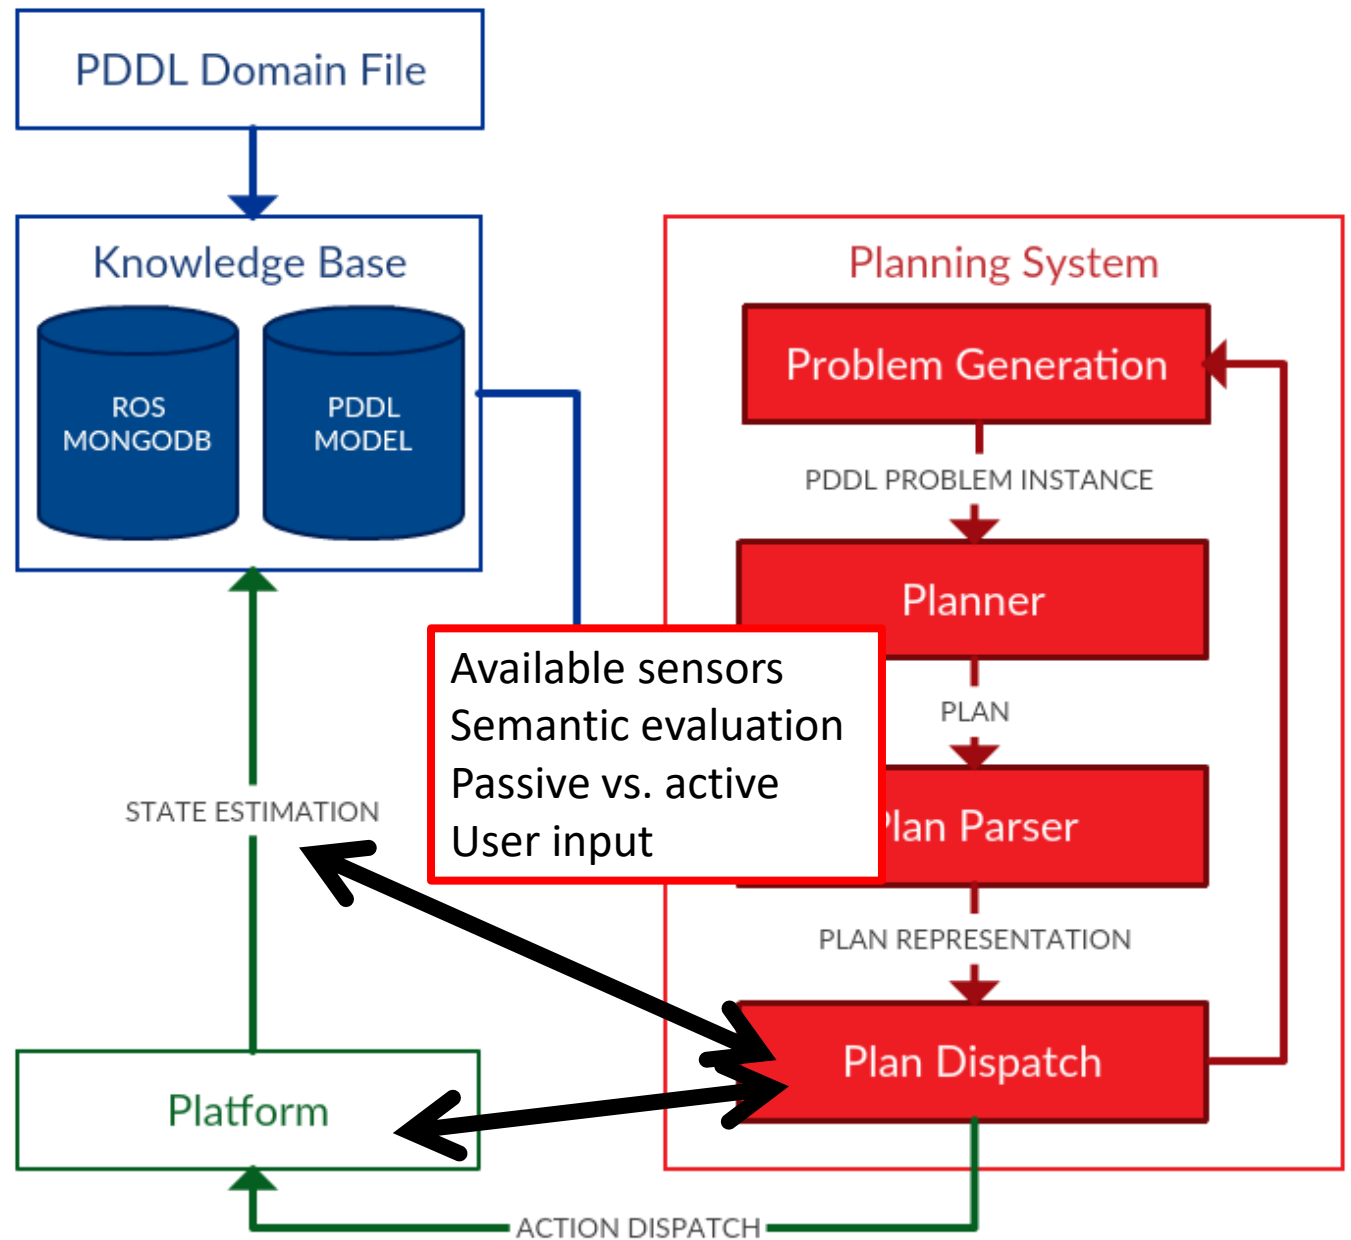 PDDL Domain File
Knowledge Base
ROS
MONGODB
PDDL
MODEL
Planning System
Problem Generation
PDDL PROBLEM INSTANCE
Planner
PLAN
Available sensors
Semantic evaluation
Passive vs. active
User input
lan Parser
STATE ESTIMATION
PLAN REPRESENTATION
Plan Dispatch
Platform
ACTION DISPATCH